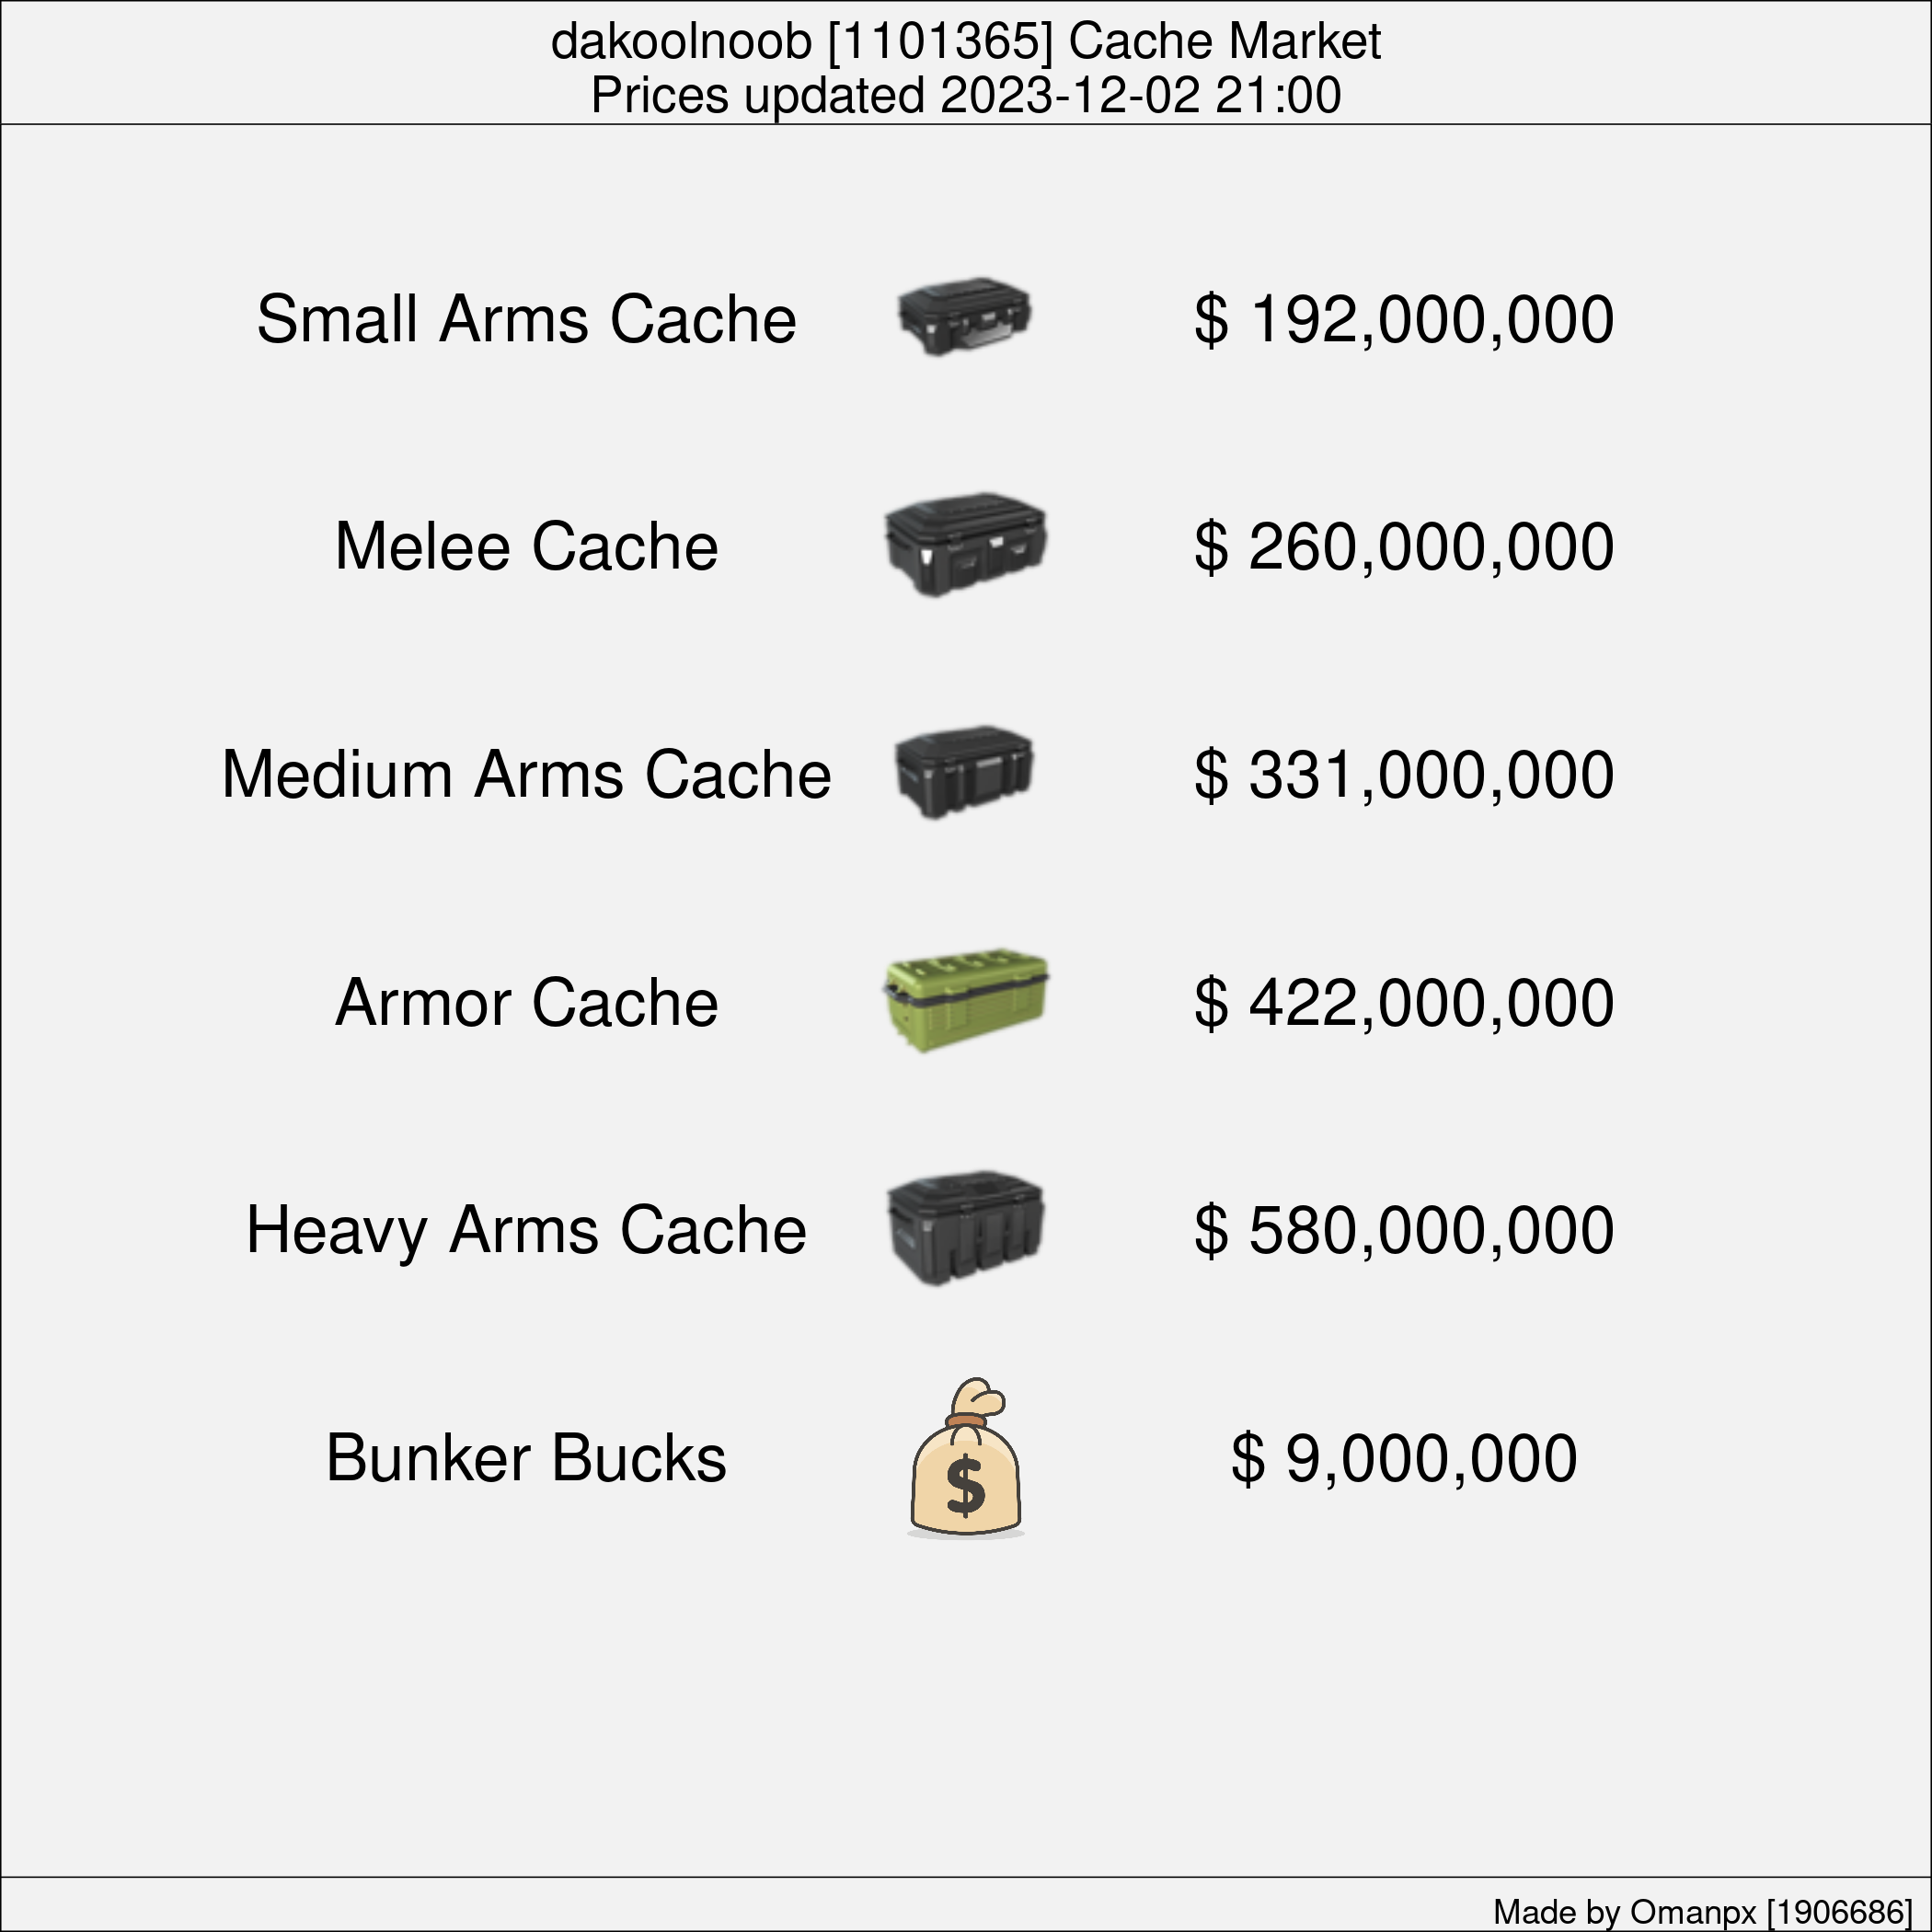 dakoolnoob [1101365] Cache Market
Prices updated 2023-12-02 21:00
Small Arms Cache $ 192,000,000
Melee Cache $ 260,000,000
Medium Arms Cache $ 331,000,000
Armor Cache $ 422,000,000
Heavy Arms Cache $ 580,000,000
Bunker Bucks $ $ 9,000,000
Made by Omanpx [1906686]